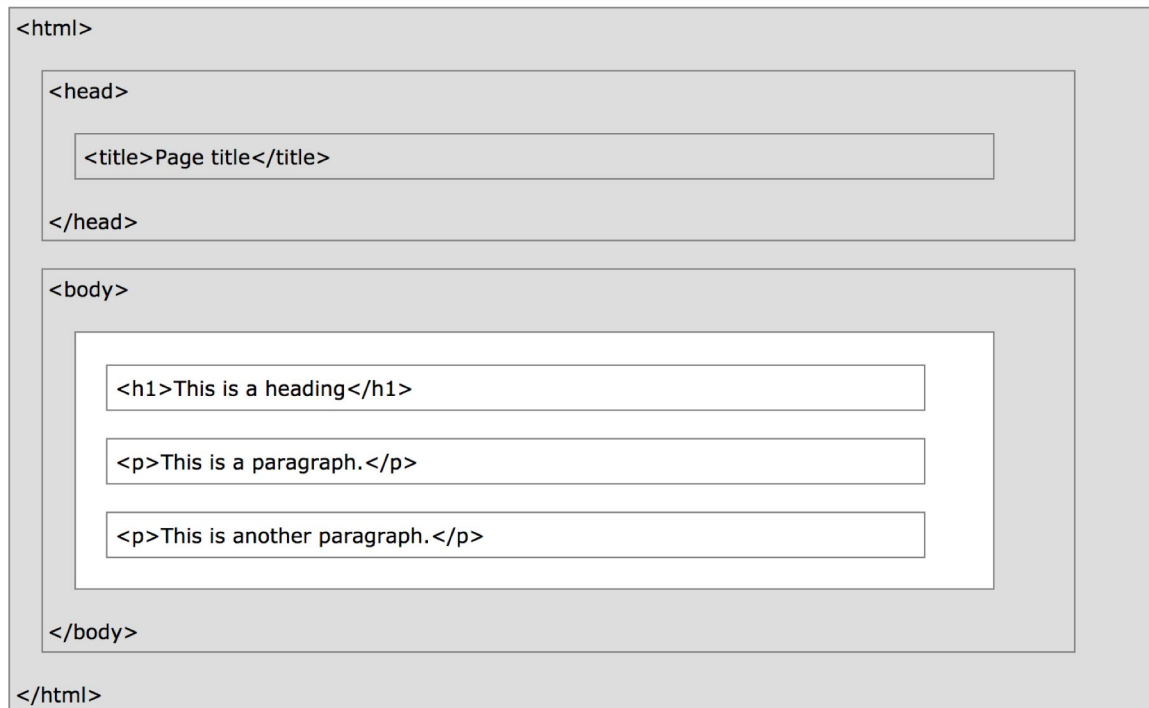 <html>
<head>
<title>Page title</title>
</head>
<body>
<h1>This is a heading</h1>
<p>This is a paragraph.</p>
<p>This is another paragraph.</p>
</body>
</html>